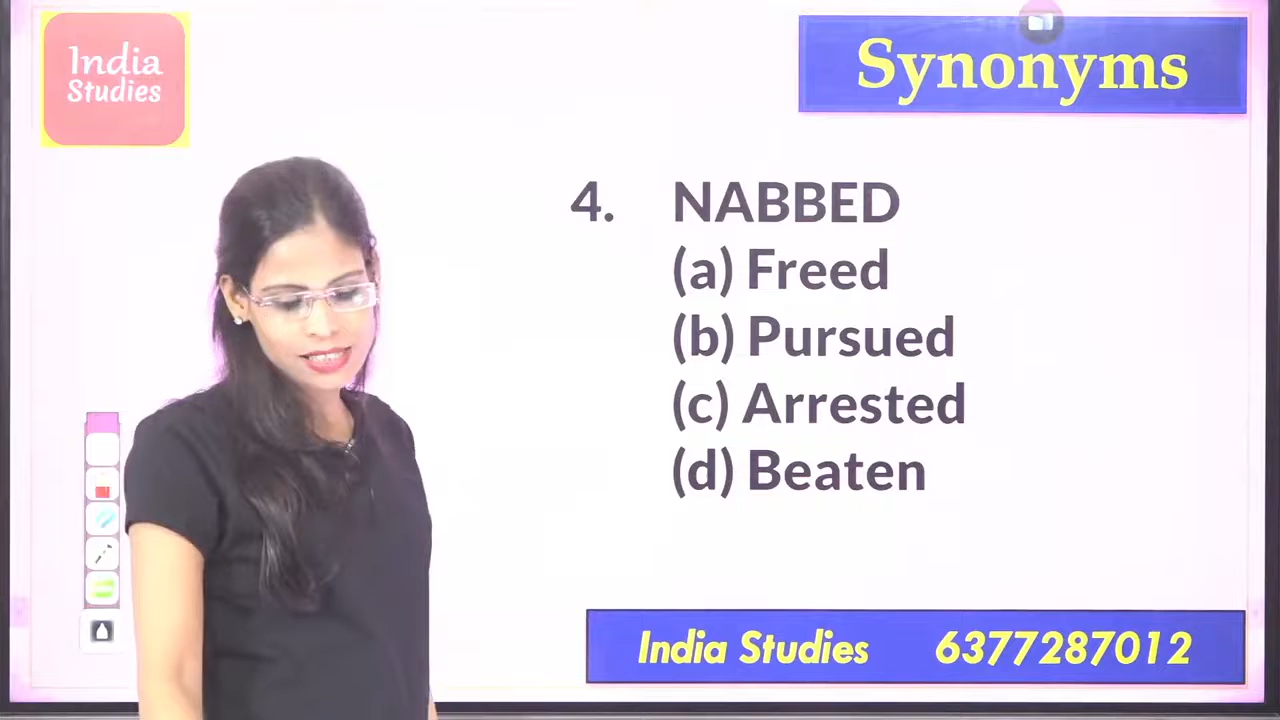 India
Studies
Synonyms
4. NABBED
(a) Freed
(b) Pursued
(c) Arrested
(d) Beaten
India Studies 6377287012